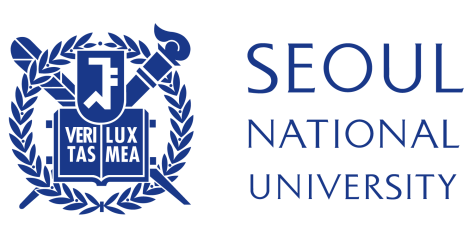 VERI LUX
TAS MEA
SEOUL
NATIONAL
UNIVERSITY